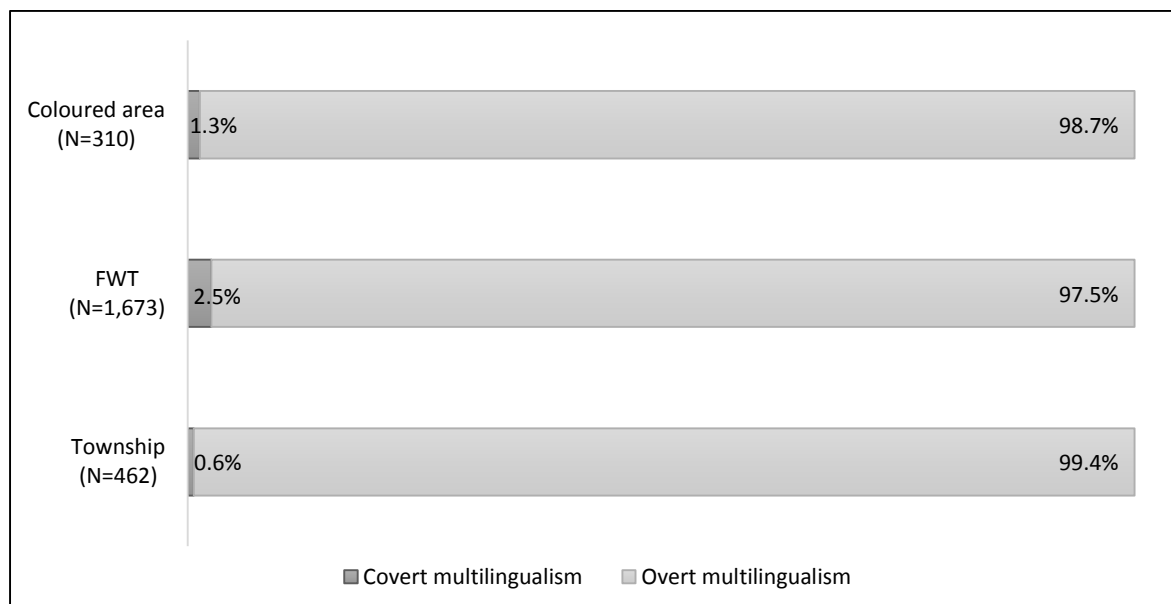 Coloured area
(N=310)
1.3%
98.7%
FWT
(N=1,673)
2.5%
97.5%
Township
(N=462)
0.6%
99.4%
Covert multilingualism
Overt multilingualism